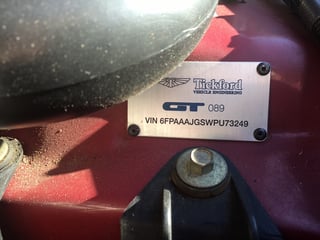 Tickford
VEHICLE ENGINEERING
GT 089
VIN 6FPAAAJGSWPU73249